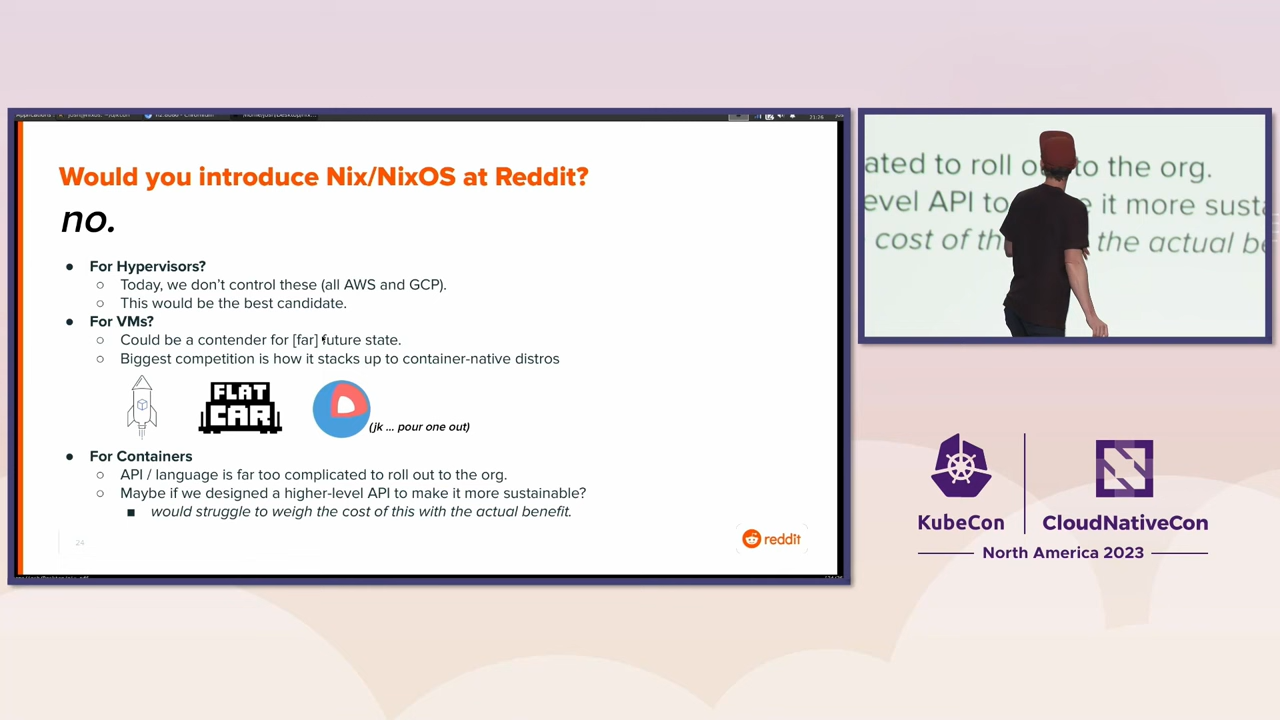 Would you introduce Nix/NixOS at Reddit?
no.
● For Hypervisors?
○ Today, we don't control these (all AWS and GCP).
○ This would be the best candidate.
● For VMs?
○ Could be a contender for [far] future state.
○ Biggest competition is how it stacks up to container-native distros
FLAT
CAR
(jk ... pour one out)
● For Containers
○ API / language is far too complicated to roll out to the org.
○ Maybe if we designed a higher-level API to make it more sustainable?
■ would struggle to weigh the cost of this with the actual benefit.
24
reddit
ated to roll to the org.
evel API to it more sust
cost of th the actual be
KubeCon
CloudNativeCon
North America 2023